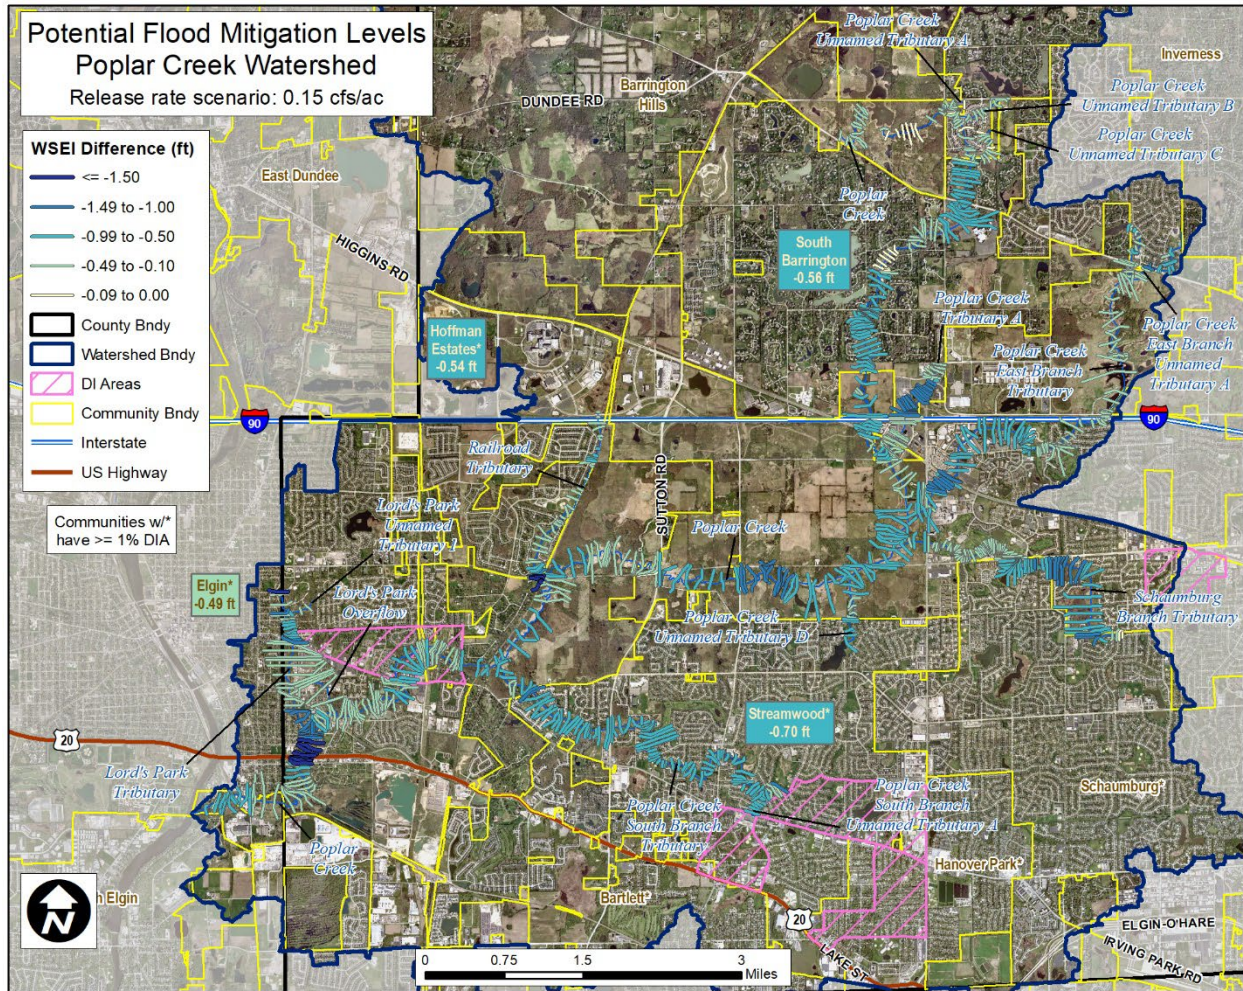 Potential Flood Mitigation Levels
Poplar Creek Watershed
Release rate scenario: 0.15 cfs/ac
WSEI Difference (ft)
<= -1.50
-1.49 to -1.00
-0.99 to -0.50
-0.49 to -0.10
-0.09 to 0.00
County Bndy
Watershed Bndy
DI Areas
Community Bndy
Interstate
US Highway
Communities w/*
have >= 1% DIA
Poplar Creek
Unnamed Tributary A
Inverness
Barrington
Hills
DUNDEE RD
Poplar Creek
Unnamed Tributary B
Poplar Creek
Unnamed Tributary C
East Dundee
Poplar
Creek
HIGGINS RD
South
Barrington
-0.56 ft
Poplar Creek
Tributary A
Hoffman
Estates*
-0.54 ft
Poplar Creek
East Branch
Tributary
Poplar Creek
East Branch
Unnamed
Tributary A
90
90
Railroad
Tributary
SUTTON RD
Lord's Park
Unnamed
Tributary 1
Poplar Creek
Elgin*
-0.49 ft
Lord's Park
Overflow
Poplar Creek
Unnamed Tributary D
Schaumburg
Branch Tributary
Streamwood*
-0.70 ft
20
Lord's Park
Tributary
Poplar Creek
South Branch
Tributary
Poplar Creek
South Branch
Unnamed Tributary A
Schaumburg*
Poplar
Creek
Hanover Park*
N
h Elgin
Bartlett*
20
LAKE ST
ELGIN-O'HARE
IRVING PARK RD
0 0.75 1.5 3
Miles